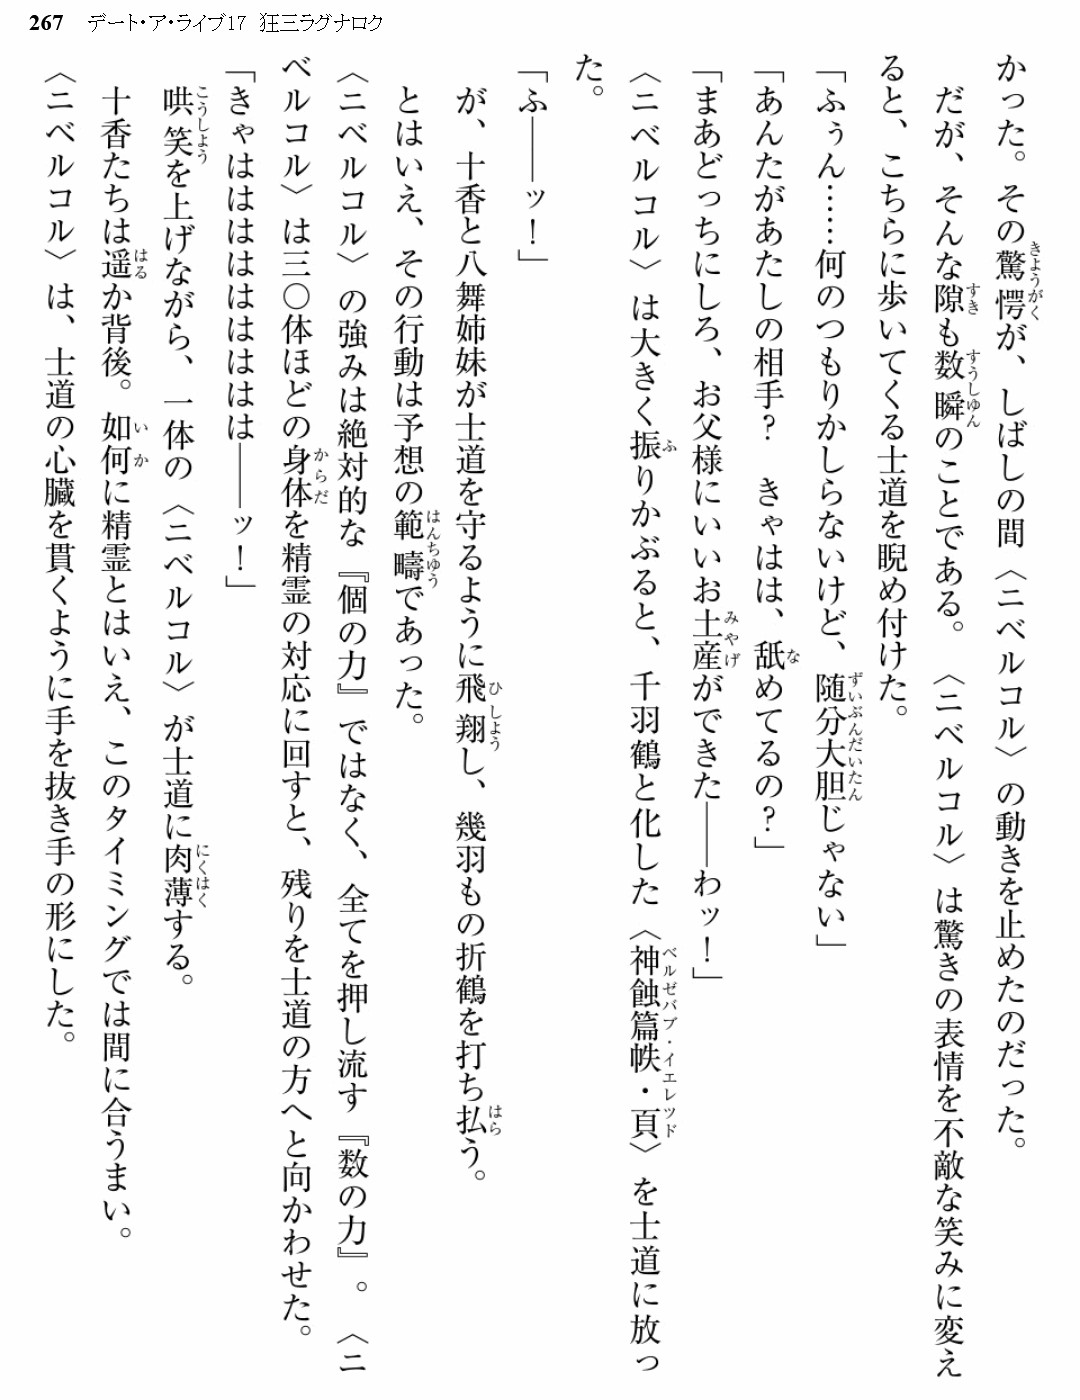 267 デート・ア・ライブ17 狂三ラグナロク
かった。その驚愕が、しばしの間〈ニベルコル〉の動きを止めたのだった。
だが、そんな隙も数瞬のことである。〈ニベルコル〉は驚きの表情を不敵な笑みに変え
ると、こちらに歩いてくる士道を睨め付けた。
「ふぅん……何のつもりかしらないけど、随分大胆じゃない」
「あんたがあたしの相手？　きゃはは、舐めてるの？」
「まあどっちにしろ、お父様にいいお土産ができた――わッ！」
〈ニベルコル〉は大きく振りかぶると、千羽鶴と化した〈神蝕篇帙・頁〉を士道に放っ
た。
「ふ――ッ！」
が、十香と八舞姉妹が士道を守るように飛翔し、幾羽もの折鶴を打ち払う。
とはいえ、その行動は予想の範疇であった。
〈ニベルコル〉の強みは絶対的な『個の力』ではなく、全てを押し流す『数の力』。〈ニ
ベルコル〉は三〇体ほどの身体を精霊の対応に回すと、残りを士道の方へと向かわせた。
「きゃはははははははははは――ッ！」
哄笑を上げながら、一体の〈ニベルコル〉が士道に肉薄する。
十香たちは遥か背後。如何に精霊とはいえ、このタイミングでは間に合うまい。
〈ニベルコル〉は、士道の心臓を貫くように手を抜き手の形にした。